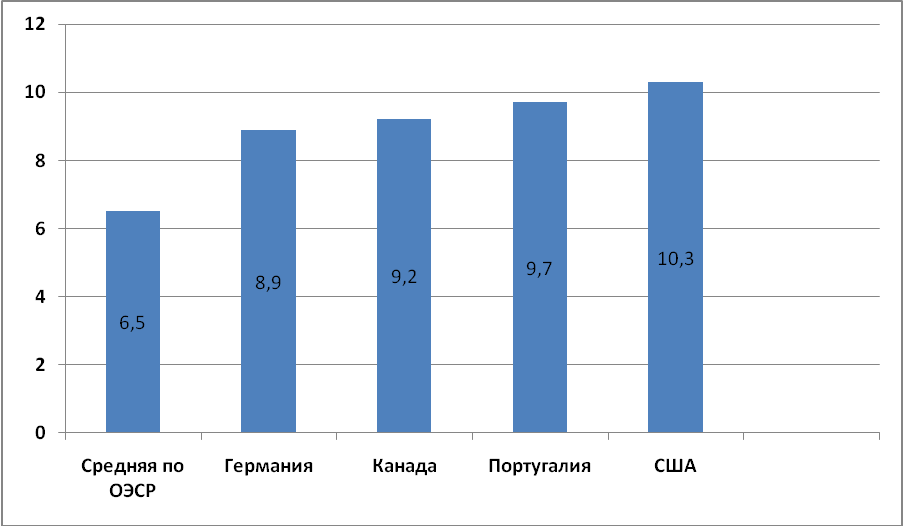 12
10
8
6
4
2
0
6,5
8,9
9,2
9,7
10,3
Средняя по
ОЭСР
Германия
Канада
Португалия
США